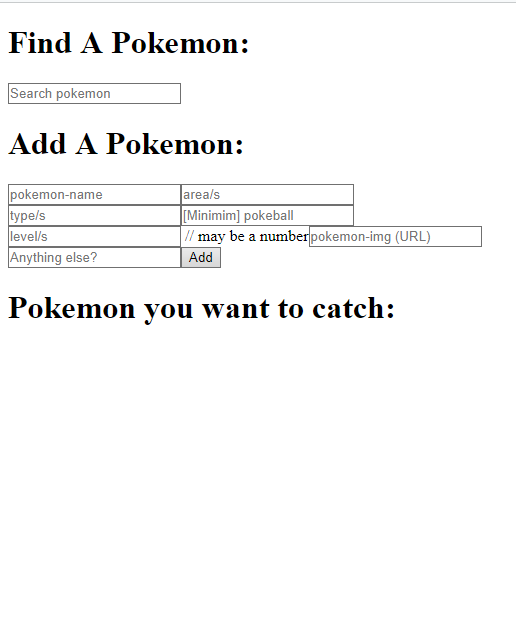 Find A Pokemon:
Search pokemon
Add A Pokemon:
pokemon-name area/s
type/s [Minimim] pokeball
level/s // may be a number pokemon-img (URL)
Anything else? Add
Pokemon you want to catch: